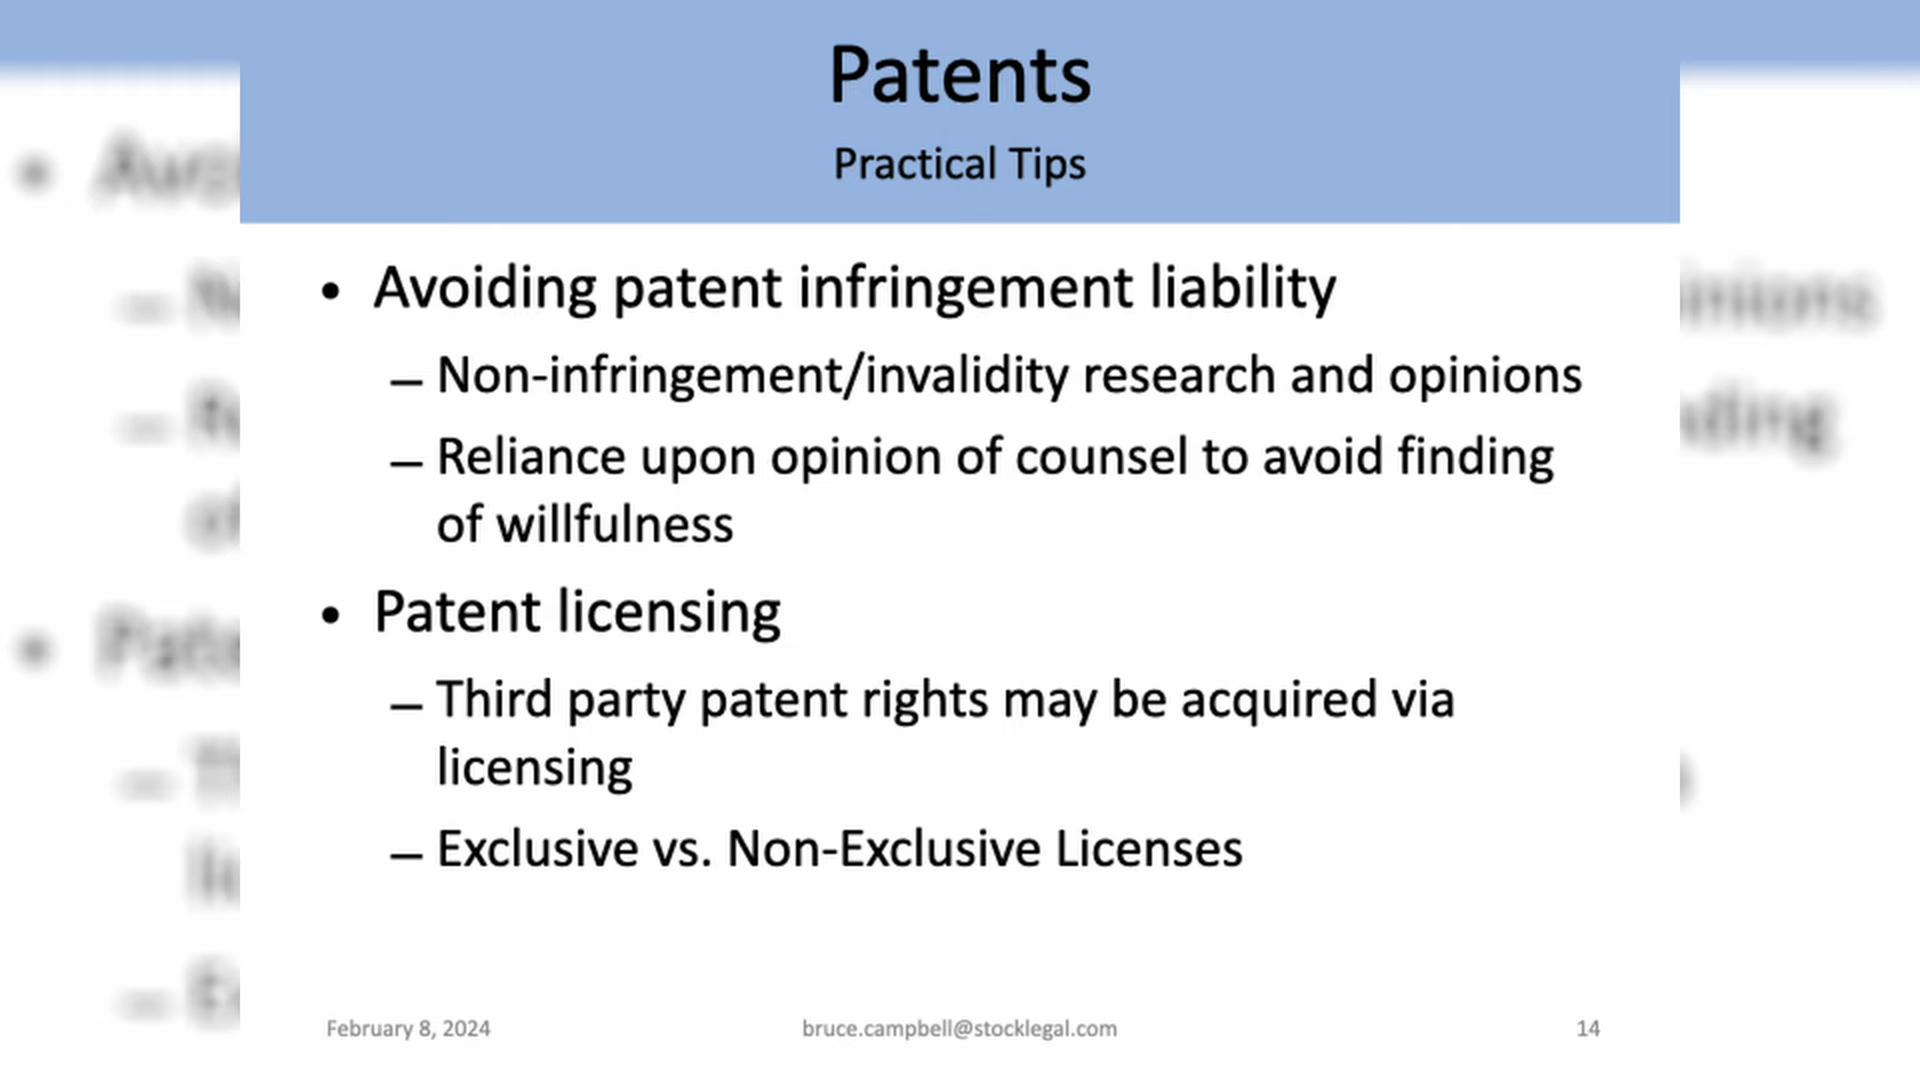 Patents
Practical Tips
• Avoiding patent infringement liability
– Non-infringement/invalidity research and opinions
– Reliance upon opinion of counsel to avoid finding
of willfulness
• Patent licensing
– Third party patent rights may be acquired via
licensing
– Exclusive vs. Non-Exclusive Licenses
February 8, 2024
bruce.campbell@stocklegal.com
14